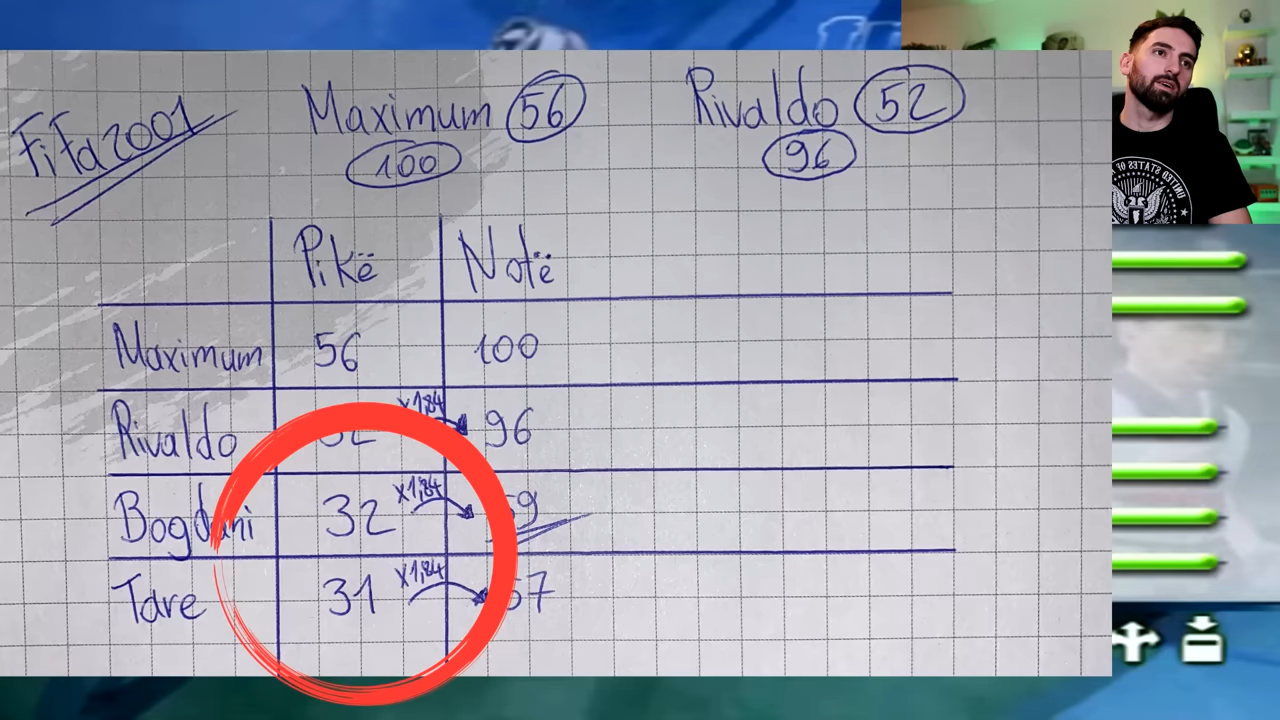 Fifa2001
Maximum 56
100
Rivaldo 52
96
Pikë Notë
Maximum 56 100
Rivaldo 52 x1,84 96
Bogdani 32 x1,84 59
Tare 31 x1,84 57